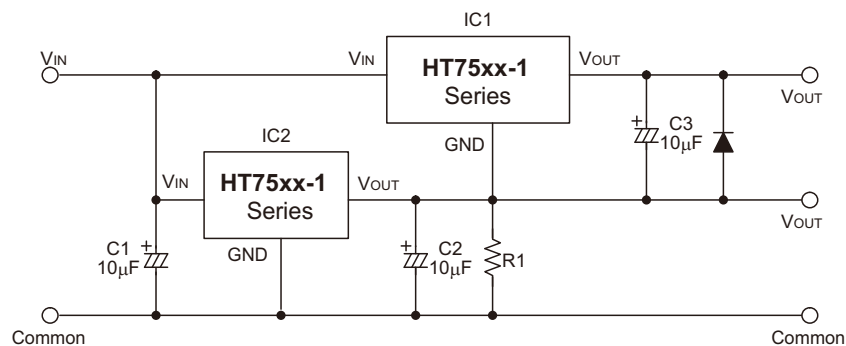 IC1
VIN
VIN
HT75xx-1
Series
VOUT
VOUT
GND
+
C3
10μF
IC2
VIN
HT75xx-1
Series
VOUT
VOUT
GND
+
C1
10μF
+
C2
10μF
R1
Common
Common